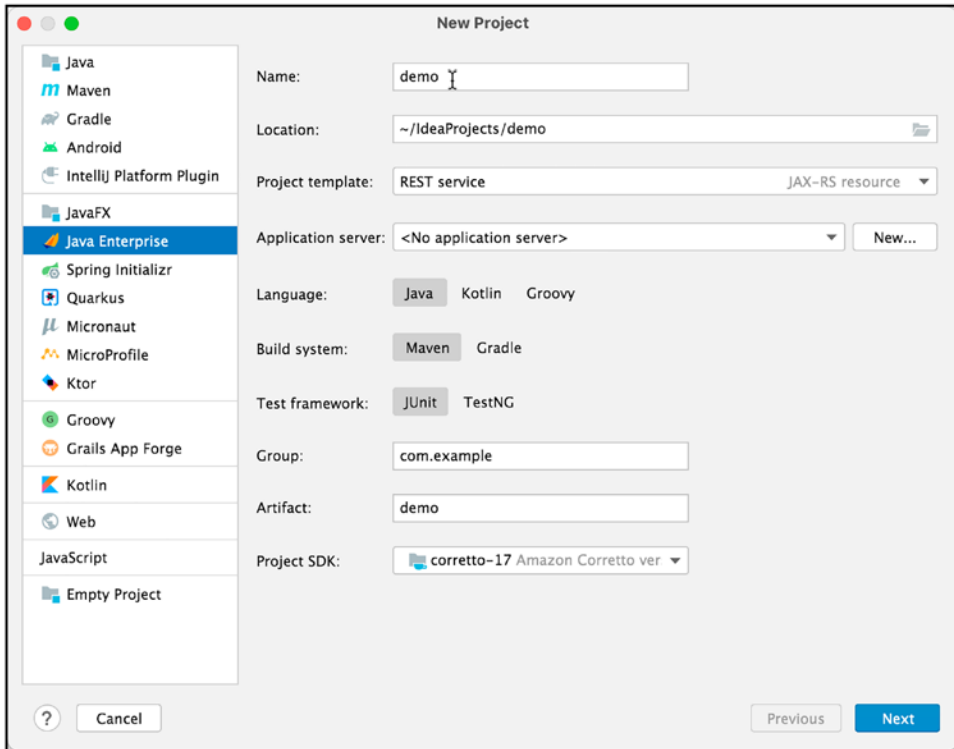 New Project
Java
Maven
Gradle
Android
IntelliJ Platform Plugin
JavaFX
Java Enterprise
Spring Initializr
Quarkus
Micronaut
MicroProfile
Ktor
Groovy
Grails App Forge
Kotlin
Web
JavaScript
Empty Project
Name: demo
Location: ~/IdeaProjects/demo
Project template: REST service JAX-RS resource
Application server: <No application server> New...
Language: Java Kotlin Groovy
Build system: Maven Gradle
Test framework: JUnit TestNG
Group: com.example
Artifact: demo
Project SDK: corretto-17 Amazon Corretto ver
? Cancel Previous Next